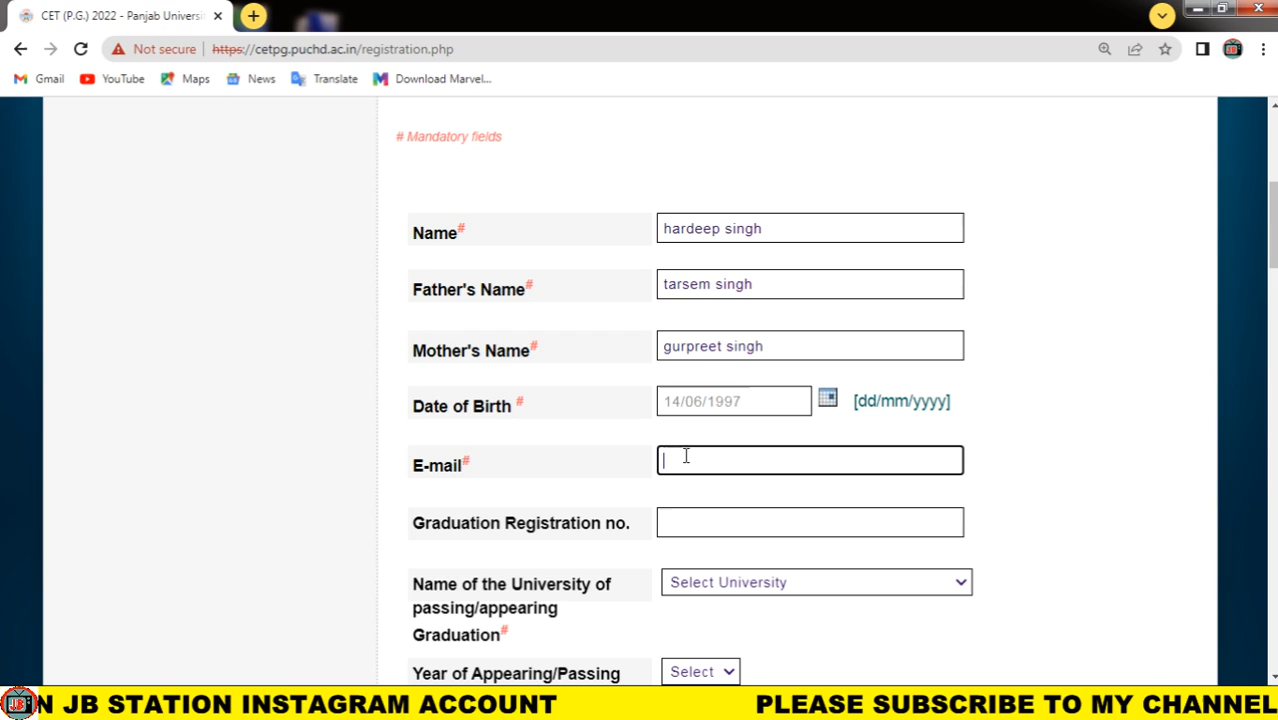 CET (P.G.) 2022 - Panjab Universi
Not secure https://cetpg.puchd.ac.in/registration.php
Gmail YouTube Maps News Translate Download Marvel...
# Mandatory fields
Name# hardeep singh
Father's Name# tarsem singh
Mother's Name# gurpreet singh
Date of Birth # 14/06/1997 [dd/mm/yyyy]
E-mail#
Graduation Registration no.
Name of the University of Select University
passing/appearing
Graduation#
Year of Appearing/Passing Select
JB N JB STATION INSTAGRAM ACCOUNT PLEASE SUBSCRIBE TO MY CHANNEL